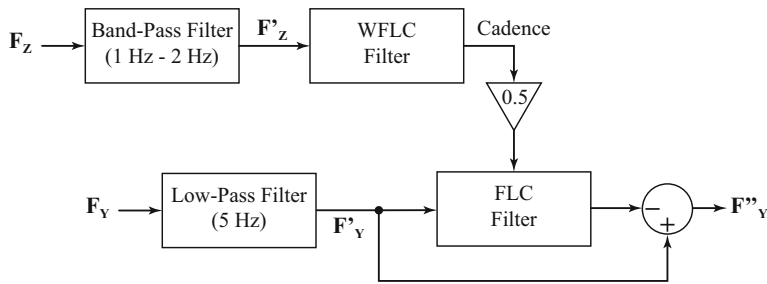 F_Z
Band-Pass Filter
(1 Hz - 2 Hz)
F'_Z
WFLC
Filter
Cadence
0.5
F_Y
Low-Pass Filter
(5 Hz)
F'_Y
FLC
Filter
−
+
F''_Y